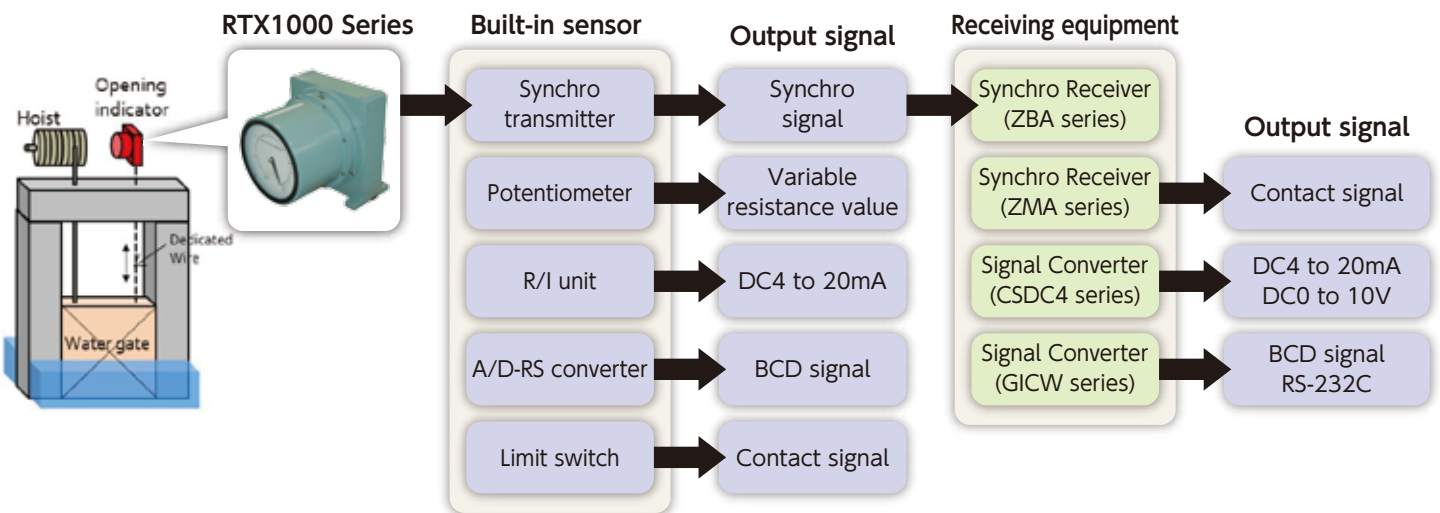 RTX1000 Series
Built-in sensor
Output signal
Receiving equipment
Opening
indicator
Hoist
Dedicated
Wire
Water gate
Synchro
transmitter
Synchro
signal
Synchro Receiver
(ZBA series)
Output signal
Potentiometer
Variable
resistance value
Synchro Receiver
(ZMA series)
Contact signal
R/I unit
DC4 to 20mA
Signal Converter
(CSDC4 series)
DC4 to 20mA
DC0 to 10V
A/D-RS converter
BCD signal
Signal Converter
(GICW series)
BCD signal
RS-232C
Limit switch
Contact signal